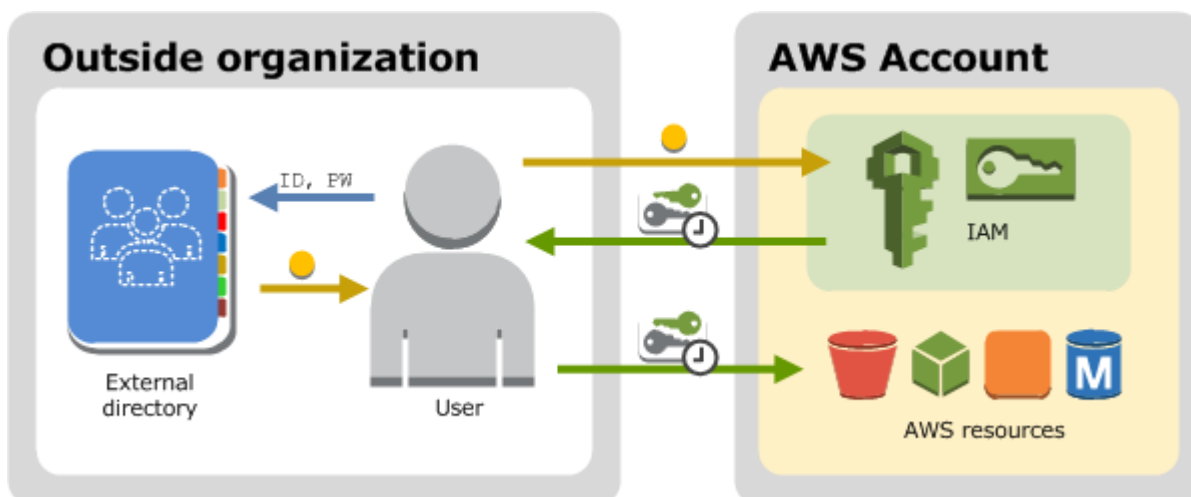 Outside organization
AWS Account
ID, PW
IAM
External
directory
User
M
AWS resources